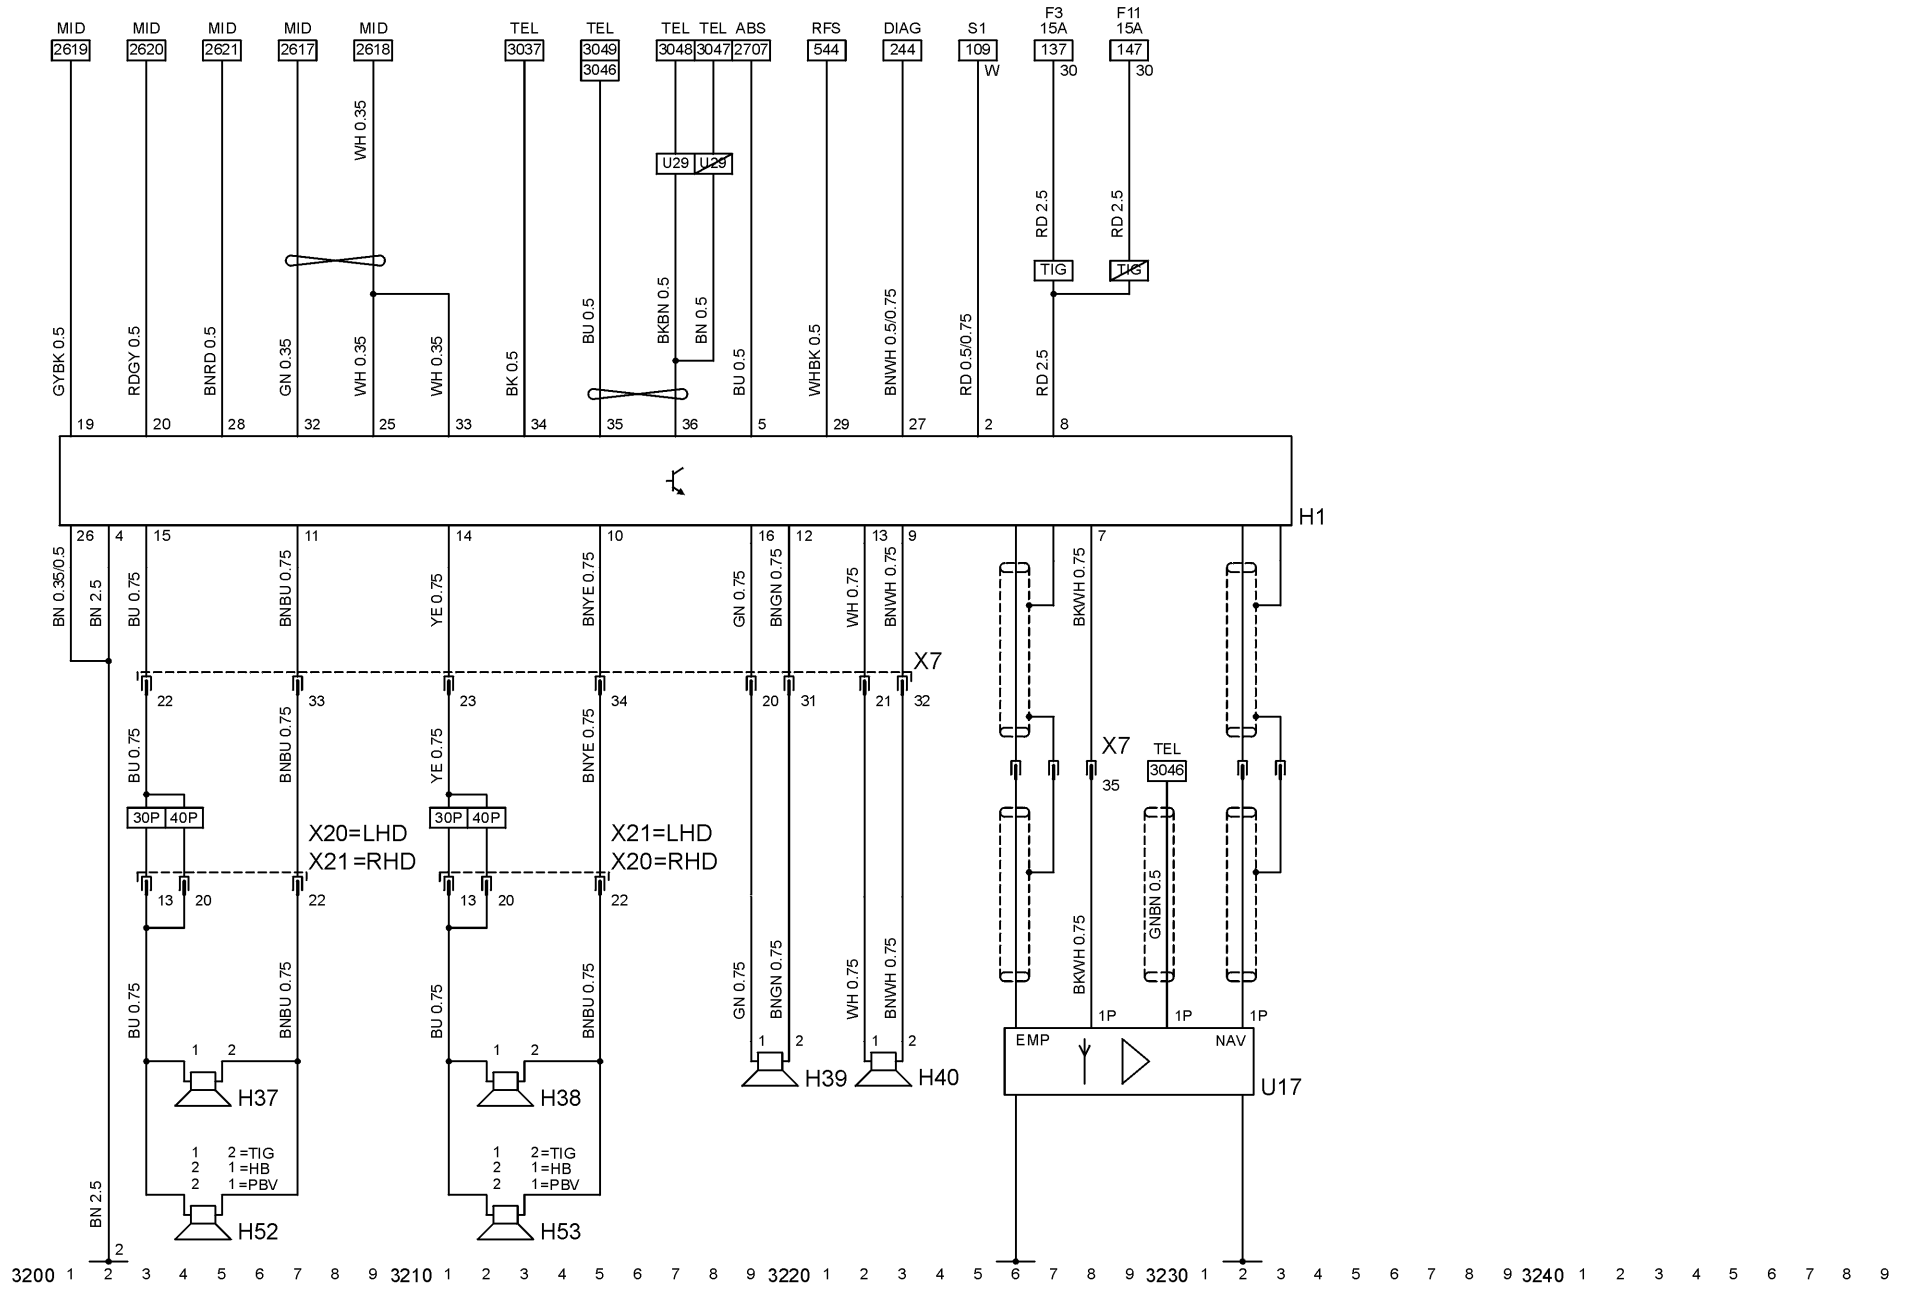 F3 F11
MID MID MID MID MID TEL TEL TEL TEL ABS RFS DIAG S1 15A 15A
2619 2620 2621 2617 2618 3037 3049 3048 3047 2707 544 244 109 137 147
3046 W 30 30
WH 0.35
U29 U29
RD 2.5 RD 2.5
TIG TIG
GYBK 0.5 RDGY 0.5 BNRD 0.5 GN 0.35 WH 0.35 WH 0.35 BK 0.5 BU 0.5 BKBN 0.5 BN 0.5 BU 0.5 WHBK 0.5 BNWH 0.5/0.75 RD 0.5/0.75 RD 2.5
19 20 28 32 25 33 34 35 36 5 29 27 2 8
H1
26 4 15 11 14 10 16 12 13 9 7
BN 0.35/0.5 BN 2.5 BU 0.75 BNBU 0.75 YE 0.75 BNYE 0.75 GN 0.75 BNGN 0.75 WH 0.75 BNWH 0.75 BKWH 0.75
X7
22 33 23 34 20 31 21 32
BU 0.75 BNBU 0.75 YE 0.75 BNYE 0.75
X7 TEL
3046
35
30P 40P 30P 40P
X20=LHD X21=LHD
X21=RHD X20=RHD
13 20 22 13 20 22
GNBN 0.5
BU 0.75 BNBU 0.75 BU 0.75 BNBU 0.75 GN 0.75 BNGN 0.75 WH 0.75 BNWH 0.75 BKWH 0.75
1P 1P 1P
1 2 1 2 1 2 1 2
EMP NAV
H37 H38 H39 H40 U17
1 2=TIG 1 2=TIG
2 1=HB 2 1=HB
2 1=PBV 2 1=PBV
BN 2.5
H52 H53
2
3200 1 2 3 4 5 6 7 8 9 3210 1 2 3 4 5 6 7 8 9 3220 1 2 3 4 5 6 7 8 9 3230 1 2 3 4 5 6 7 8 9 3240 1 2 3 4 5 6 7 8 9